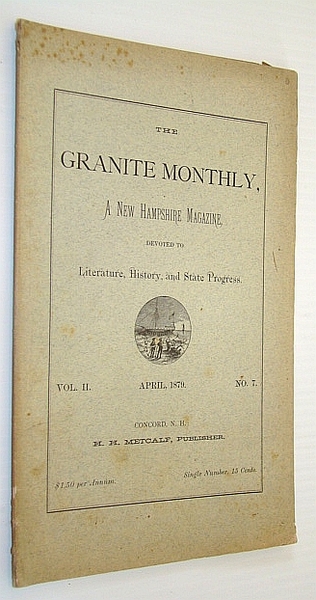 THE
GRANITE MONTHLY,
A NEW HAMPSHIRE MAGAZINE,
DEVOTED TO
Literature, History, and State Progress.
VOL. II. APRIL, 1879. NO. 7.
CONCORD, N. H.
H. H. METCALF, PUBLISHER.
$1.50 per Annum. Single Number, 15 Cents.